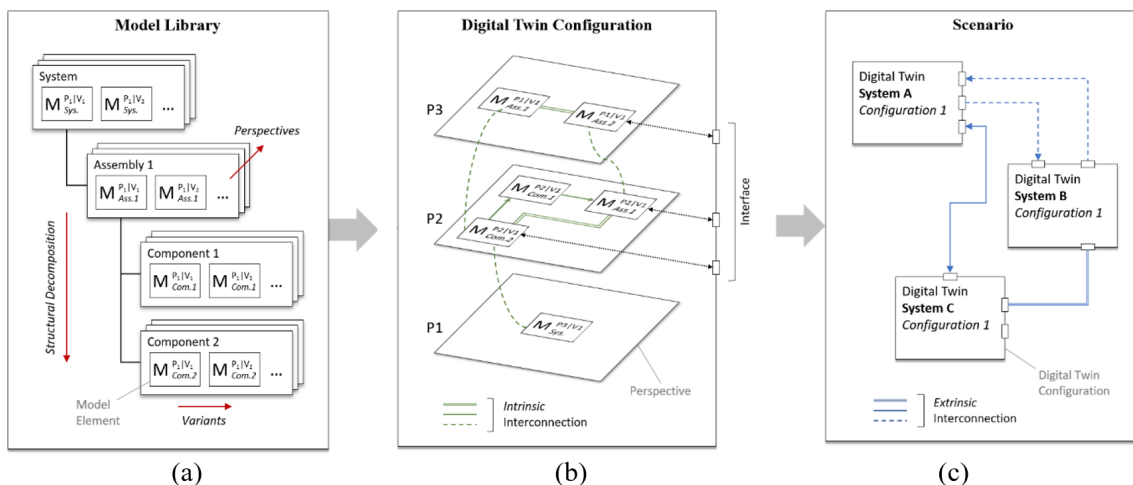 Model Library
System
M P₁|V₁ Sys.
M P₁|V₂ Sys.
...
Perspectives
Assembly 1
M P₁|V₁ Ass.1
M P₁|V₂ Ass.1
...
Structural Decomposition
Component 1
M P₁|V₁ Com.1
M P₁|V₂ Com.1
...
Component 2
M P₁|V₁ Com.2
M P₁|V₂ Com.2
...
Model
Element
Variants
(a)
Digital Twin Configuration
P3
M P1|V1 Ass.1
M P1|V1 Ass.2
P2
M P2|V1 Com.1
M P2|V1 Ass.1
M P2|V1 Com.2
Interface
P1
M P3|V1 Sys.
Perspective
Intrinsic
Interconnection
(b)
Scenario
Digital Twin
System A
Configuration 1
Digital Twin
System B
Configuration 1
Digital Twin
System C
Configuration 1
Digital Twin
Configuration
Extrinsic
Interconnection
(c)